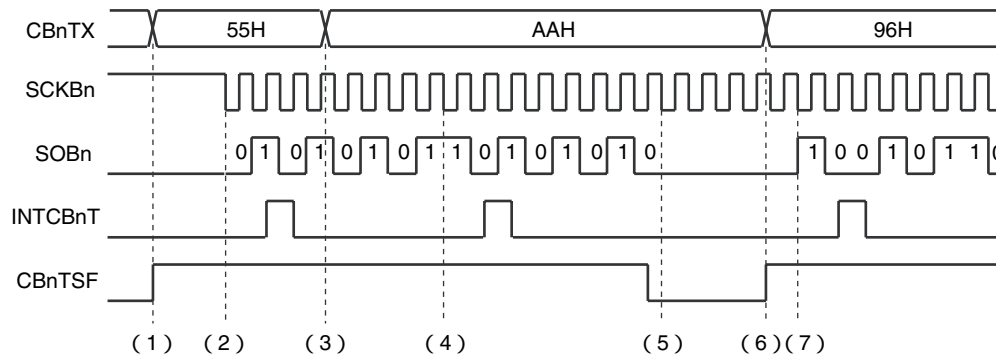 CBnTX 55H AAH 96H
SCKBn
SOBn 0 1 0 1 0 1 0 1 1 0 1 0 1 0 1 0 1 0 0 1 0 1 1 0
INTCBnT
CBnTSF
(1) (2) (3) (4) (5) (6) (7)